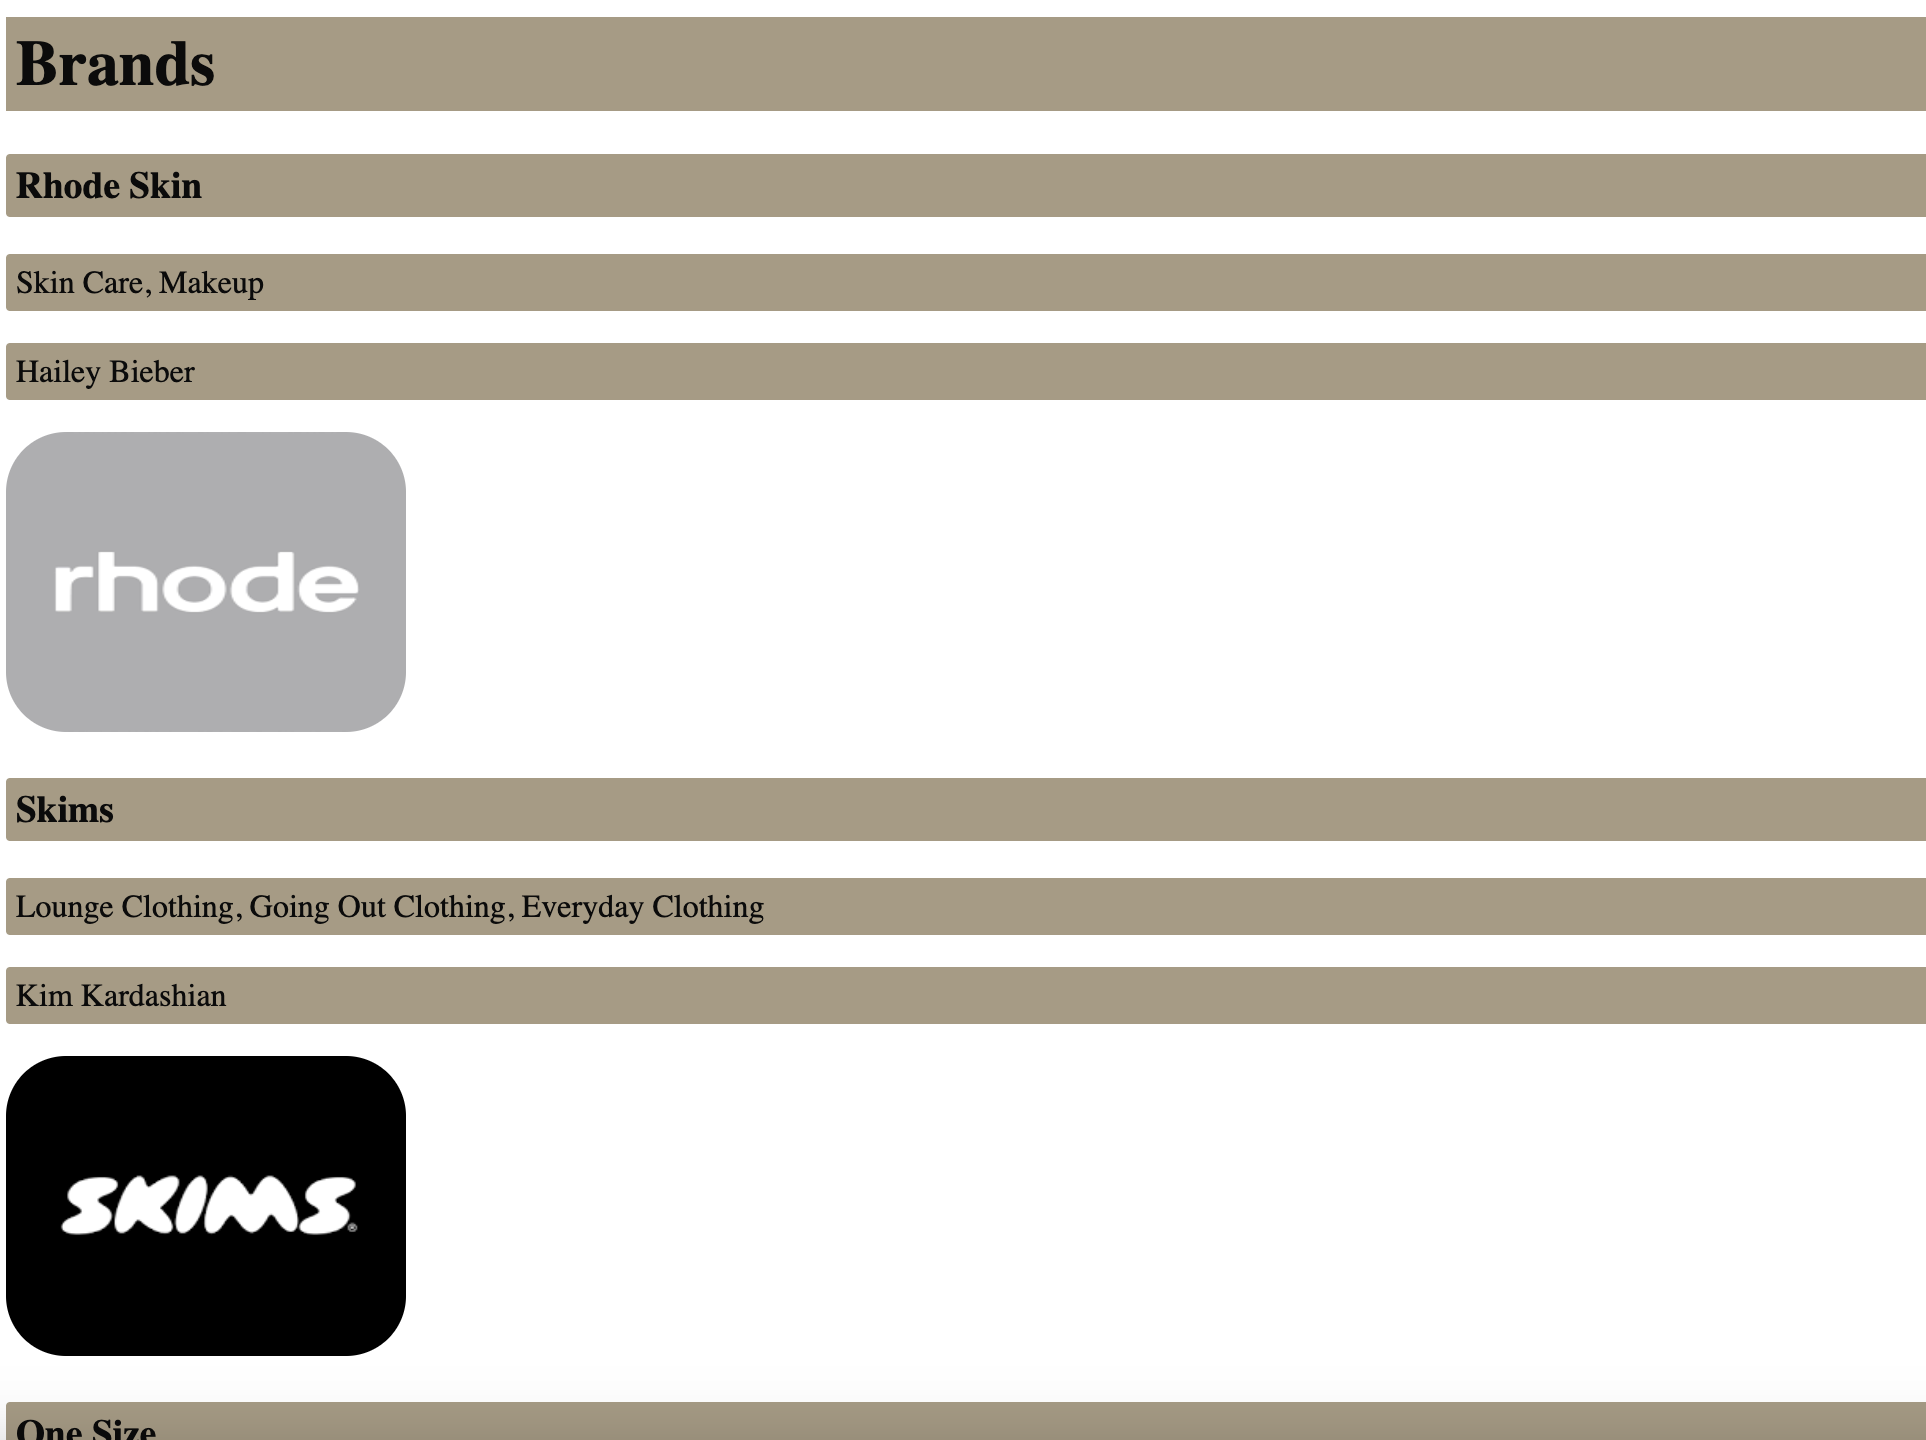 Brands
Rhode Skin
Skin Care, Makeup
Hailey Bieber
rhode
Skims
Lounge Clothing, Going Out Clothing, Everyday Clothing
Kim Kardashian
SKIMS®
One Size